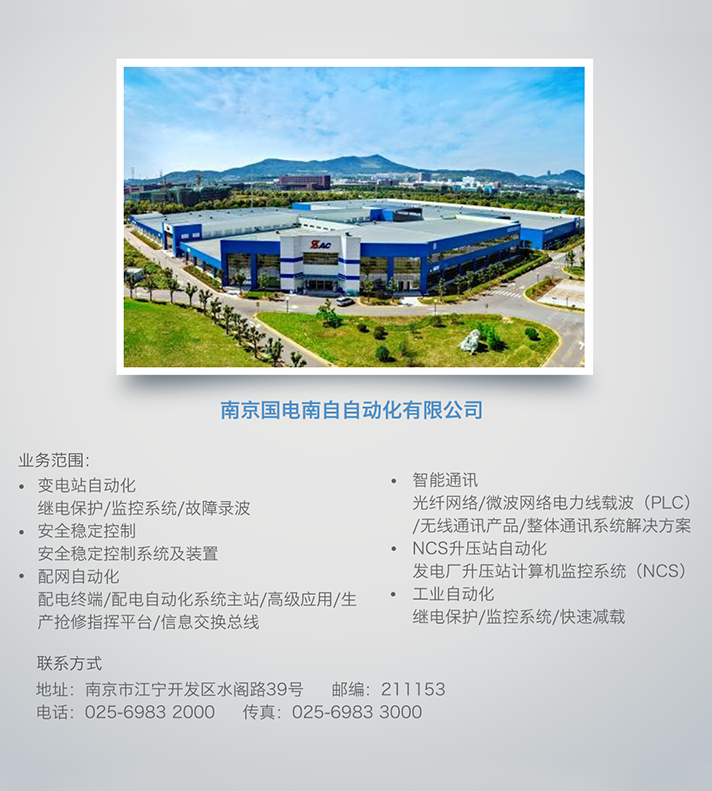 SAC
南京国电南自自动化有限公司
业务范围：
• 变电站自动化
继电保护/监控系统/故障录波
• 安全稳定控制
安全稳定控制系统及装置
• 配网自动化
配电终端/配电自动化系统主站/高级应用/生
产抢修指挥平台/信息交换总线
• 智能通讯
光纤网络/微波网络电力线载波（PLC）
/无线通讯产品/整体通讯系统解决方案
• NCS升压站自动化
发电厂升压站计算机监控系统（NCS）
• 工业自动化
继电保护/监控系统/快速减载
联系方式
地址：南京市江宁开发区水阁路39号 邮编：211153
电话：025-6983 2000 传真：025-6983 3000